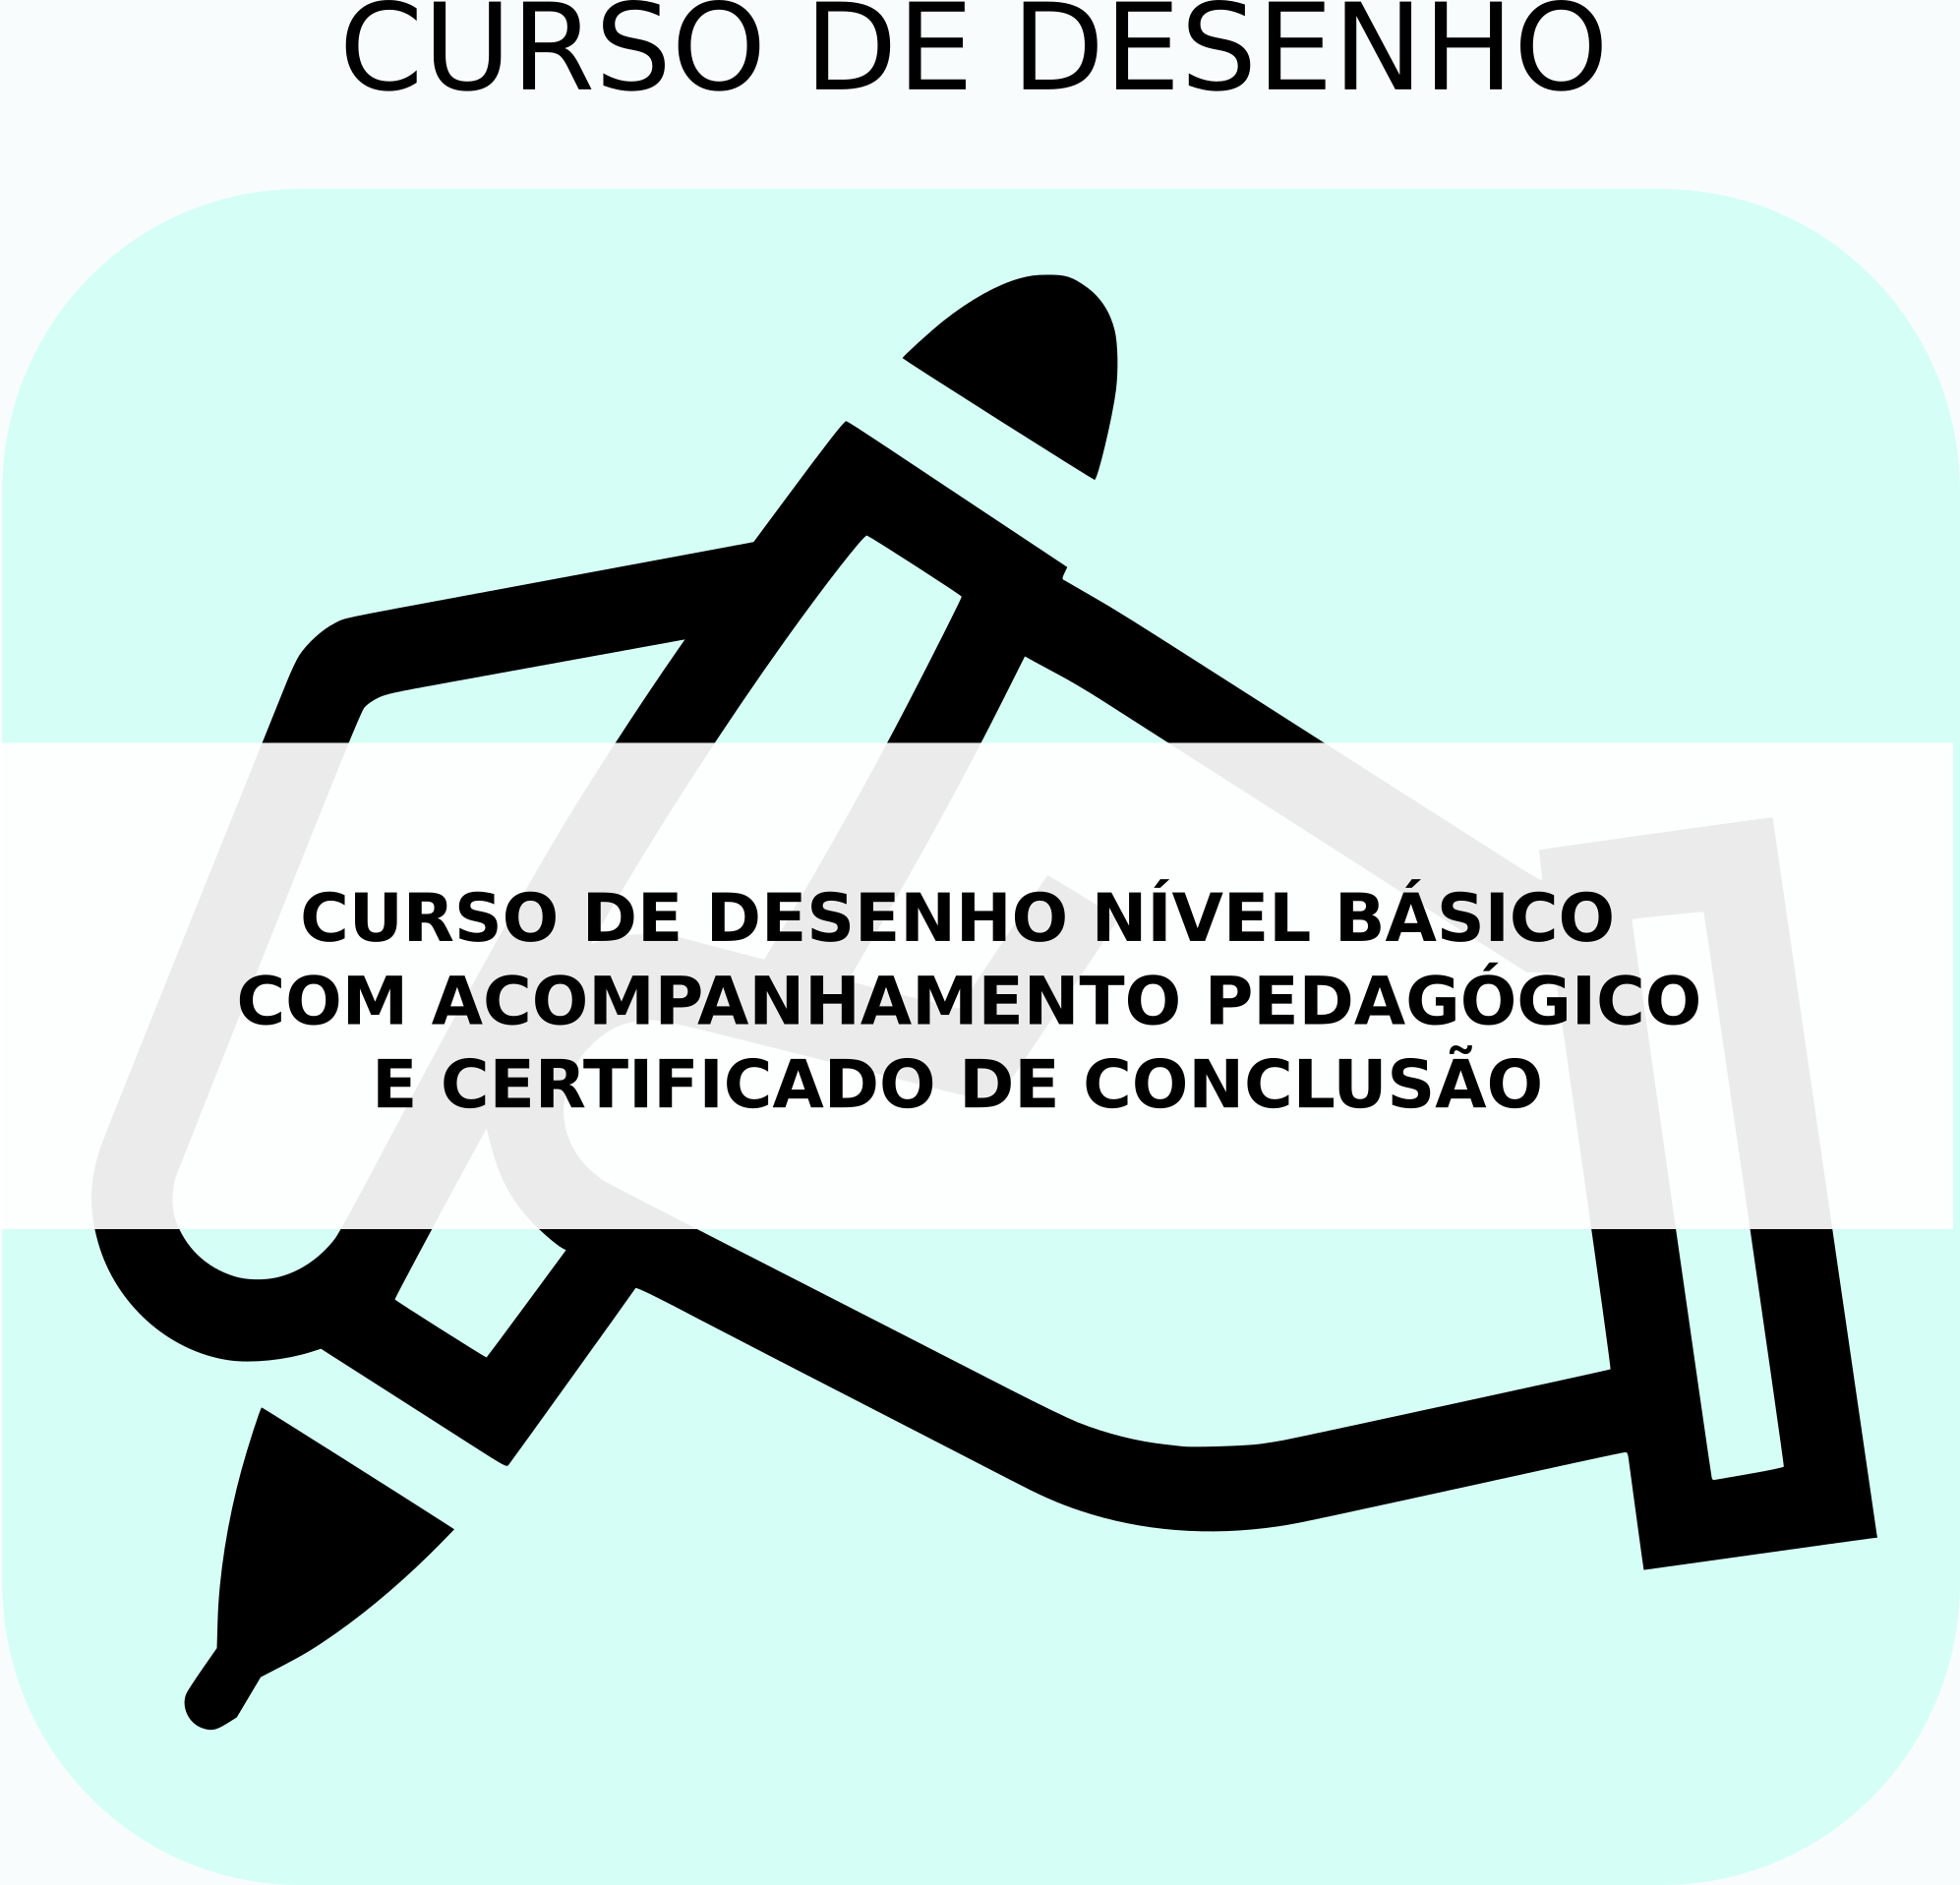 CURSO DE DESENHO
CURSO DE DESENHO NÍVEL BÁSICO
COM ACOMPANHAMENTO PEDAGÓGICO
E CERTIFICADO DE CONCLUSÃO